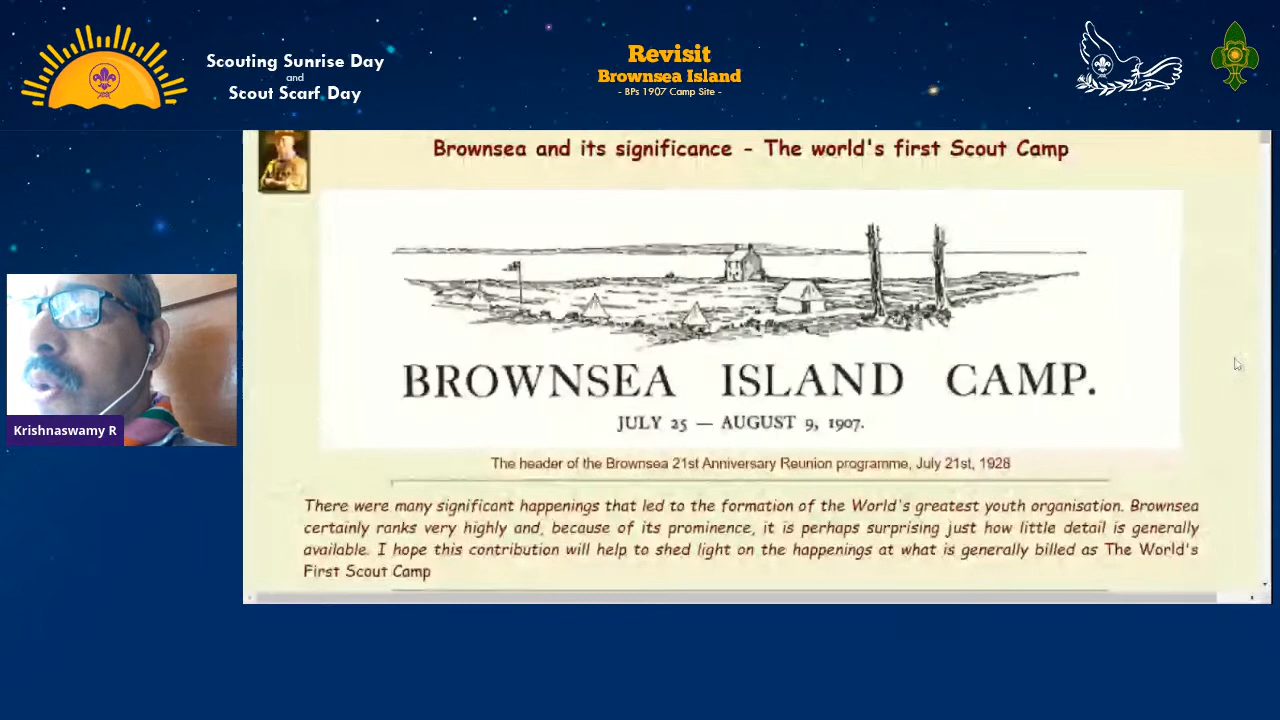 Scouting Sunrise Day
and
Scout Scarf Day
Revisit
Brownsea Island
- BPs 1907 Camp Site -
Brownsea and its significance - The world's first Scout Camp
BROWNSEA ISLAND CAMP.
JULY 25 — AUGUST 9, 1907.
The header of the Brownsea 21st Anniversary Reunion programme, July 21st, 1928
There were many significant happenings that led to the formation of the World's greatest youth organisation. Brownsea
certainly ranks very highly and, because of its prominence, it is perhaps surprising just how little detail is generally
available. I hope this contribution will help to shed light on the happenings at what is generally billed as The World's
First Scout Camp
Krishnaswamy R